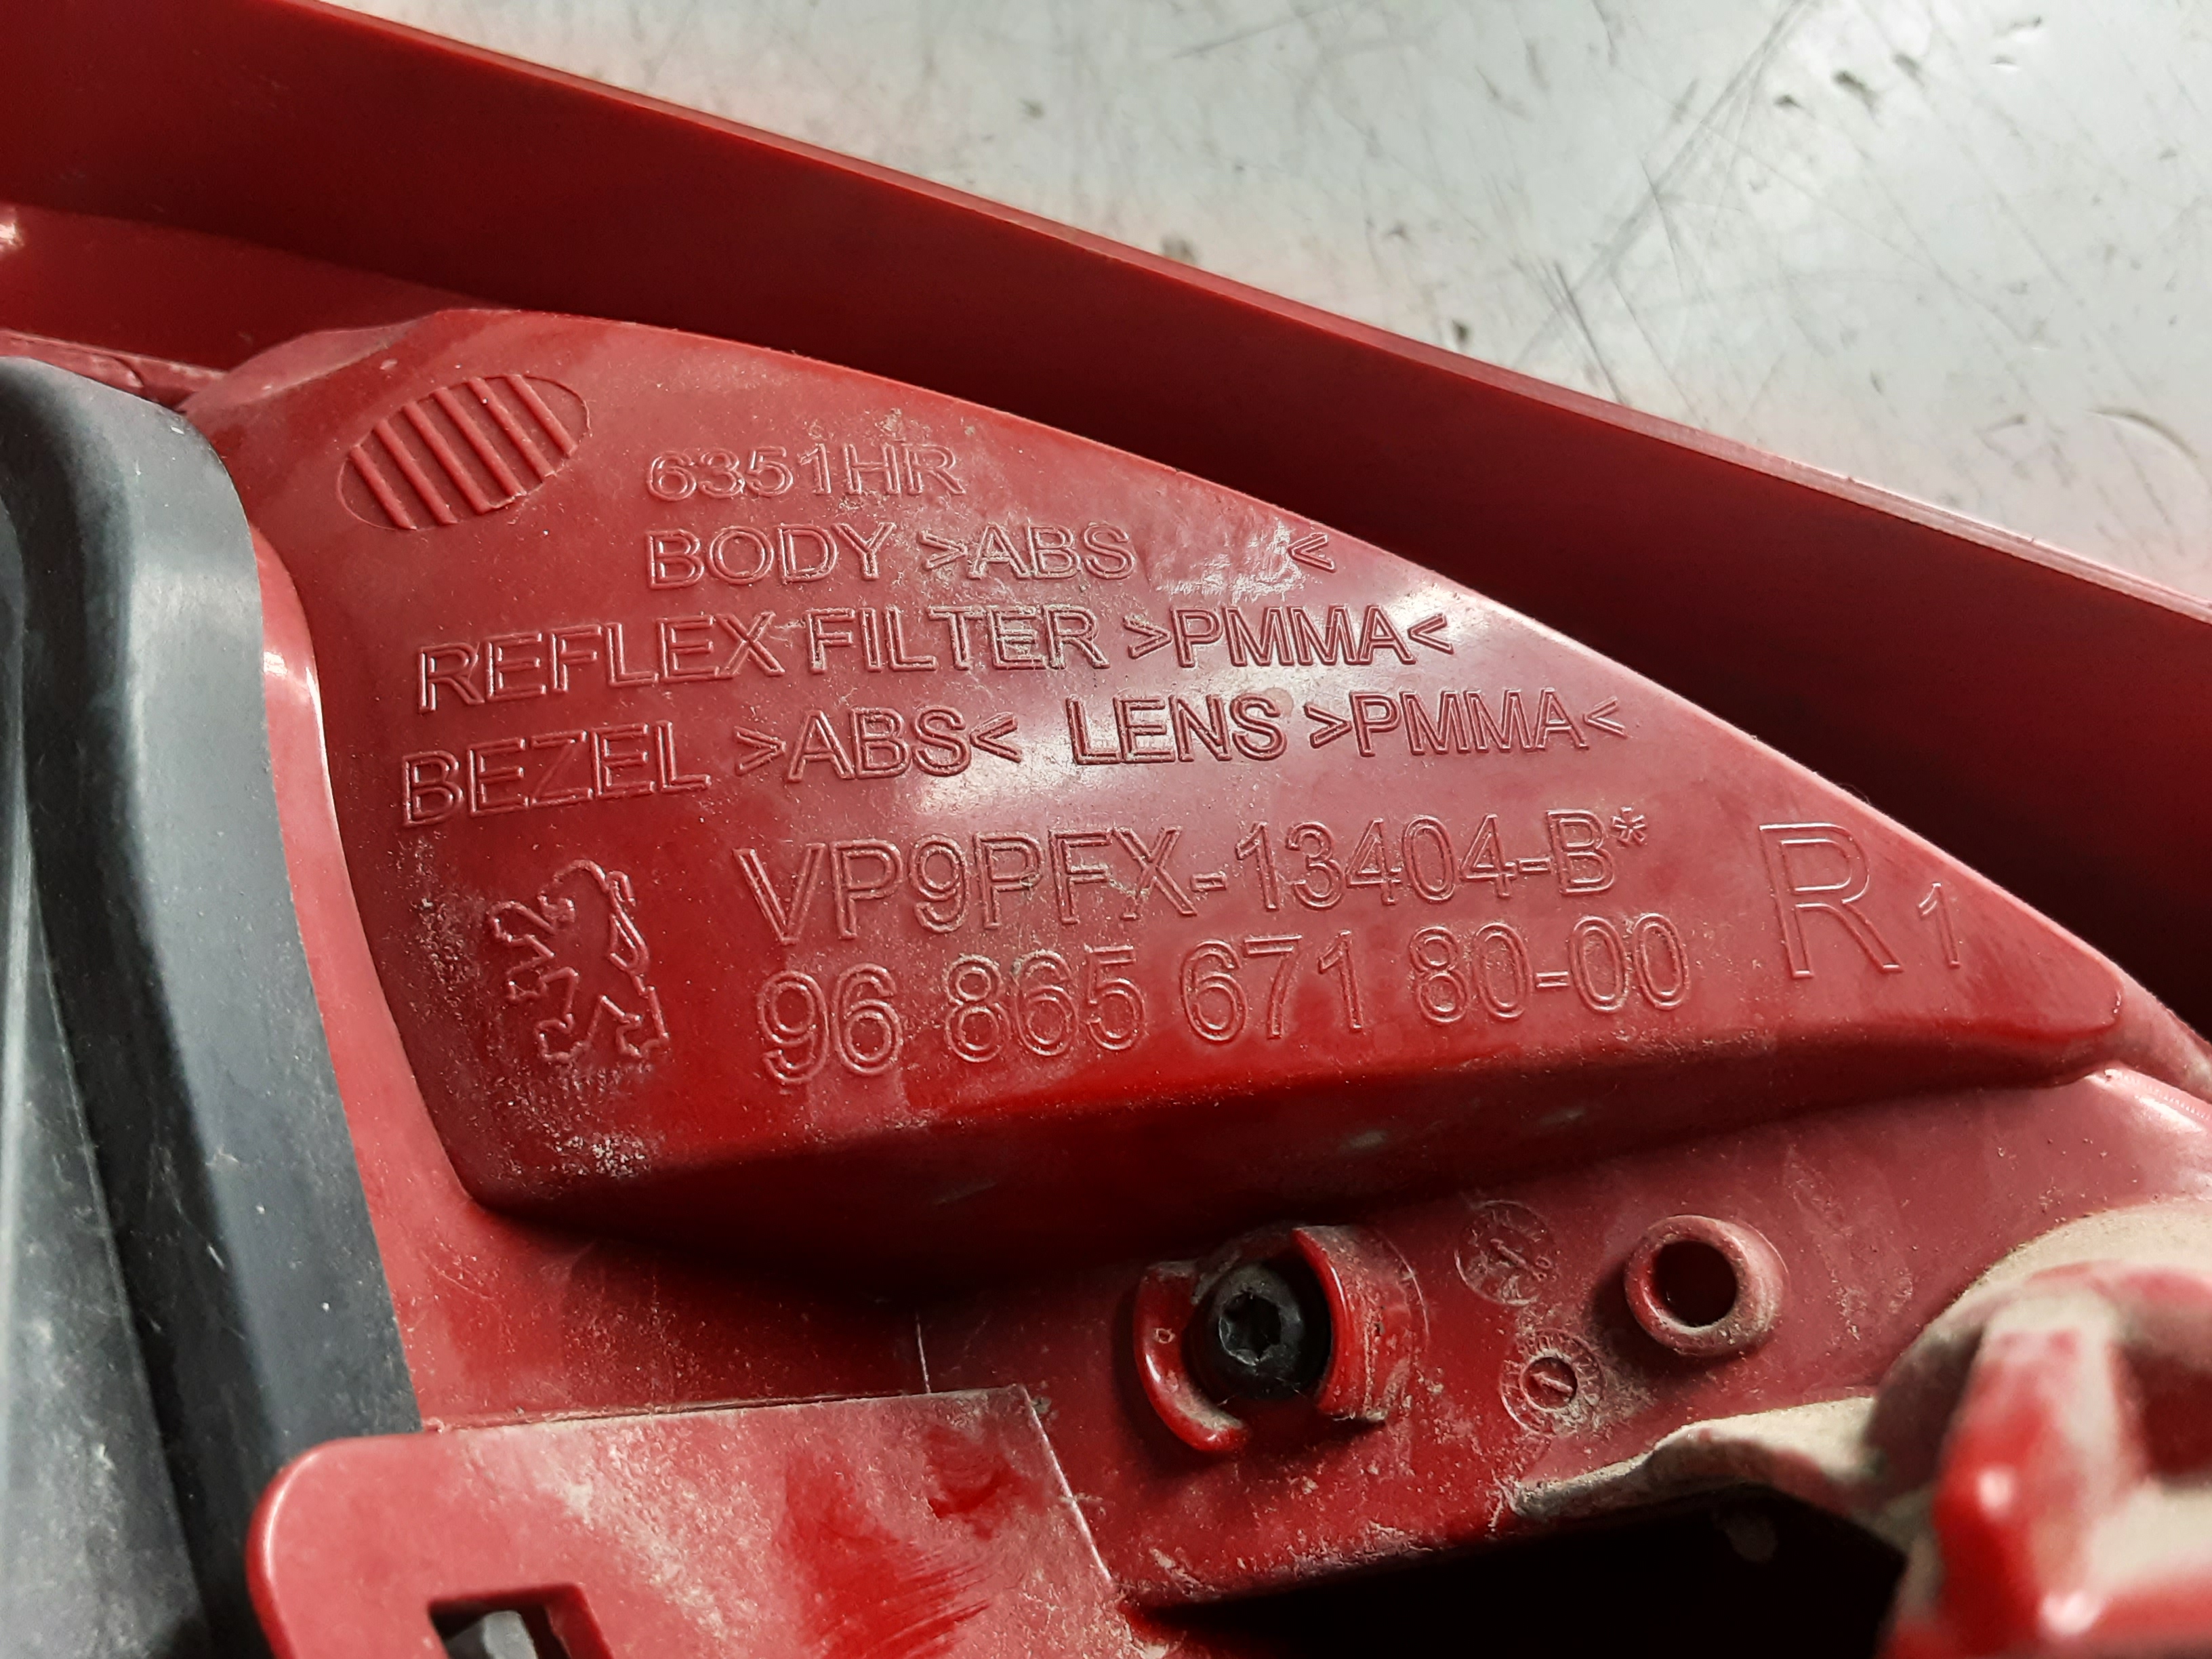 6351HR
BODY >ABS <
REFLEX FILTER >PMMA<
BEZEL >ABS< LENS >PMMA<
VP9PFX-13404-B*
96 865 671 80-00
R1